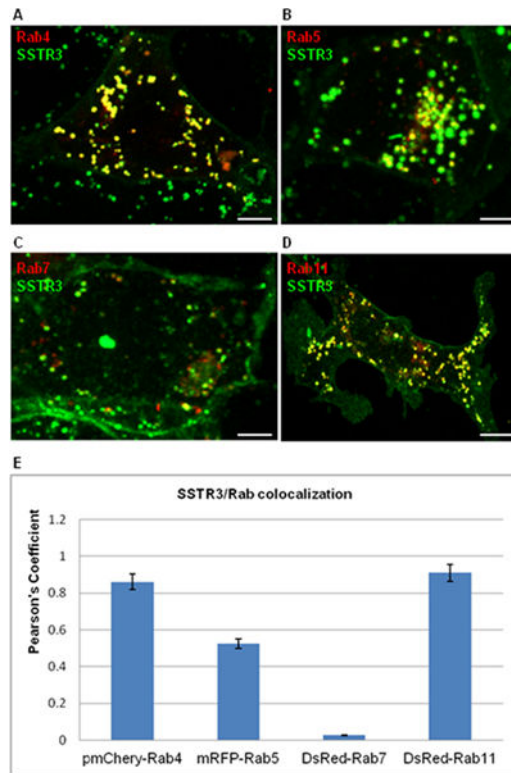 A
Rab4
SSTR3
B
Rab5
SSTR3
C
Rab7
SSTR3
D
Rab11
SSTR3
E
SSTR3/Rab colocalization
Pearson's Coefficient
1.2
1
0.8
0.6
0.4
0.2
0
pmChery-Rab4
mRFP-Rab5
DsRed-Rab7
DsRed-Rab11